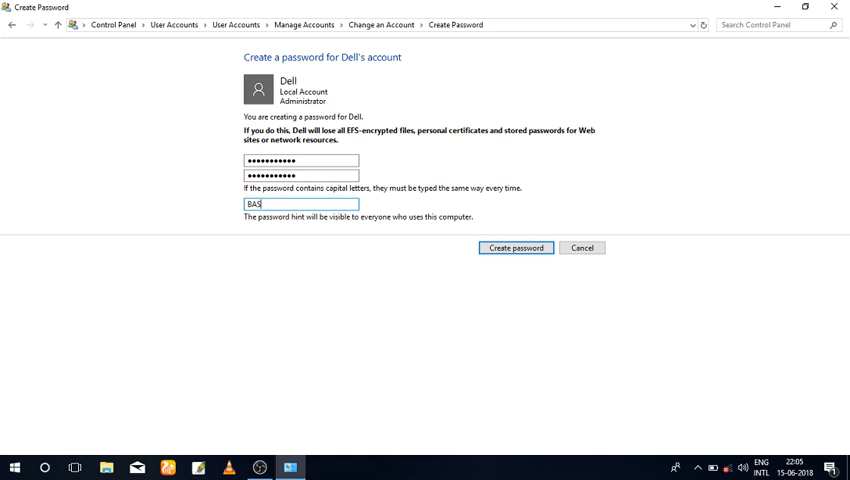 Create Password
Control Panel > User Accounts > User Accounts > Manage Accounts > Change an Account > Create Password
Search Control Panel
Create a password for Dell's account
Dell
Local Account
Administrator
You are creating a password for Dell.
If you do this, Dell will lose all EFS-encrypted files, personal certificates and stored passwords for Web
sites or network resources.
•••••••••••
•••••••••••
If the password contains capital letters, they must be typed the same way every time.
BAS
The password hint will be visible to everyone who uses this computer.
Create password
Cancel
ENG
INTL
22:05
15-06-2018
1